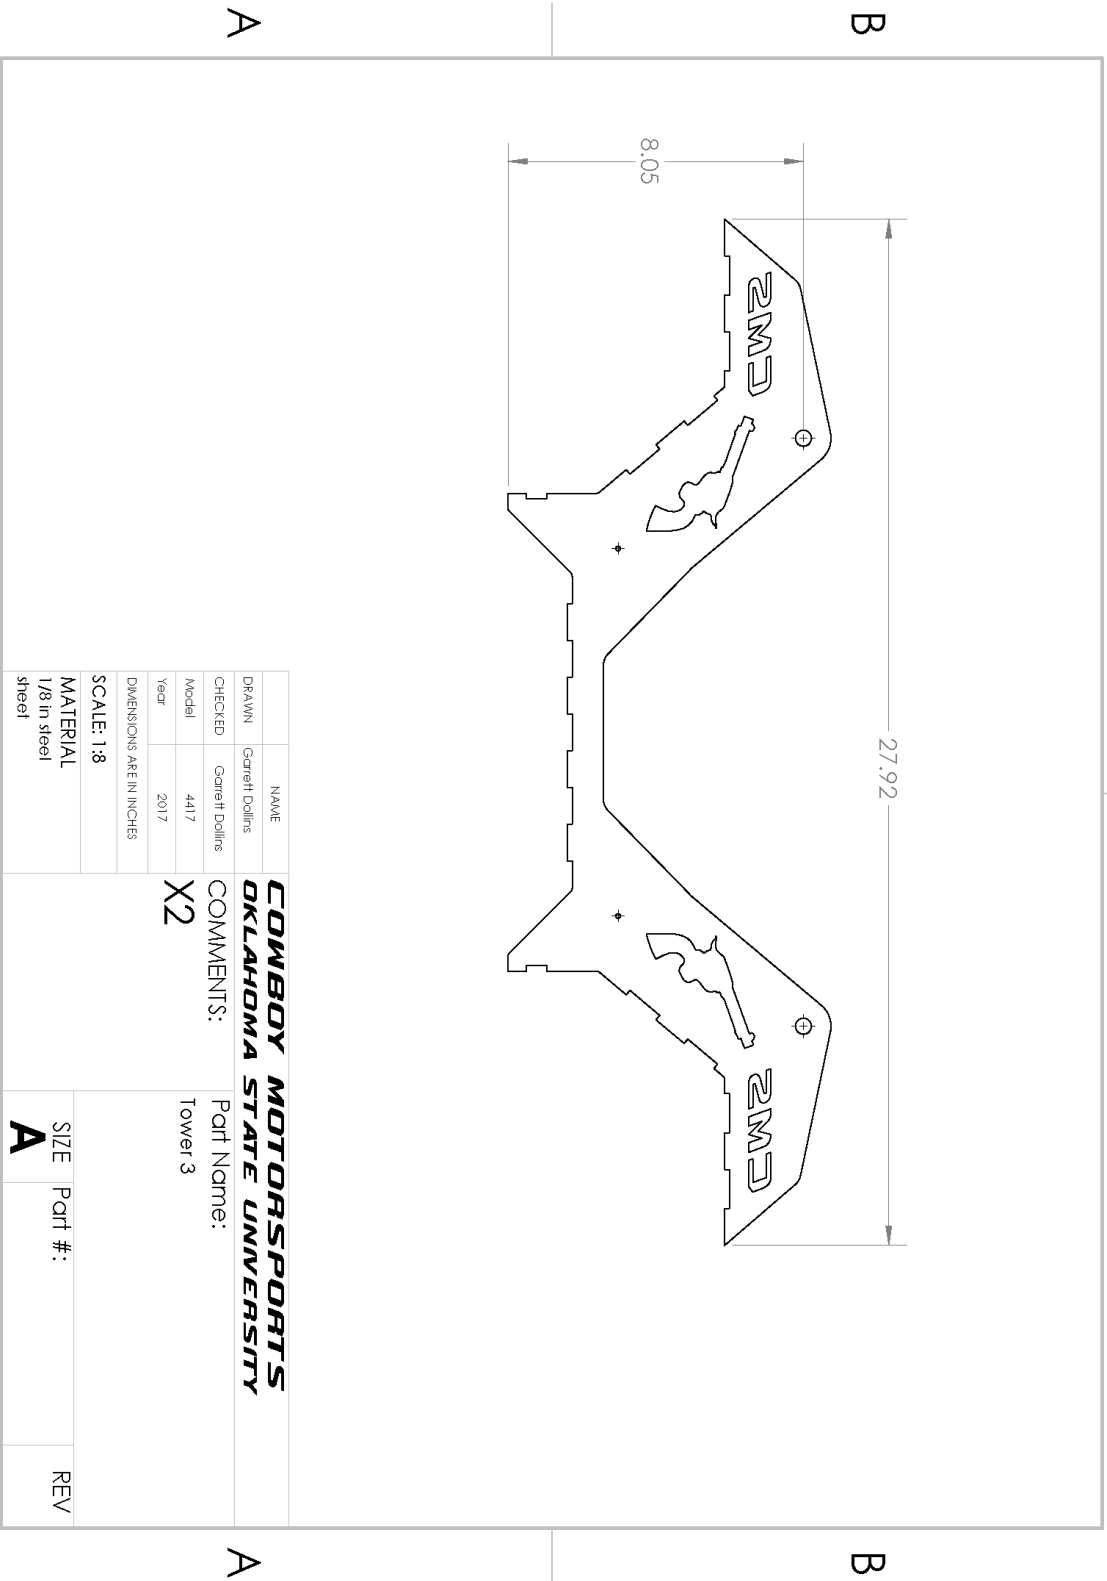 B
B
27.92
8.05
CMS
CMS
A
A
NAME
DRAWN Garrett Dollins
CHECKED Garrett Dollins
Model 4417
Year 2017
DIMENSIONS ARE IN INCHES
SCALE: 1:8
MATERIAL
1/8 in steel
sheet
COWBOY MOTORSPORTS
OKLAHOMA STATE UNIVERSITY
COMMENTS:
X2
Part Name:
Tower 3
SIZE Part #: REV
A